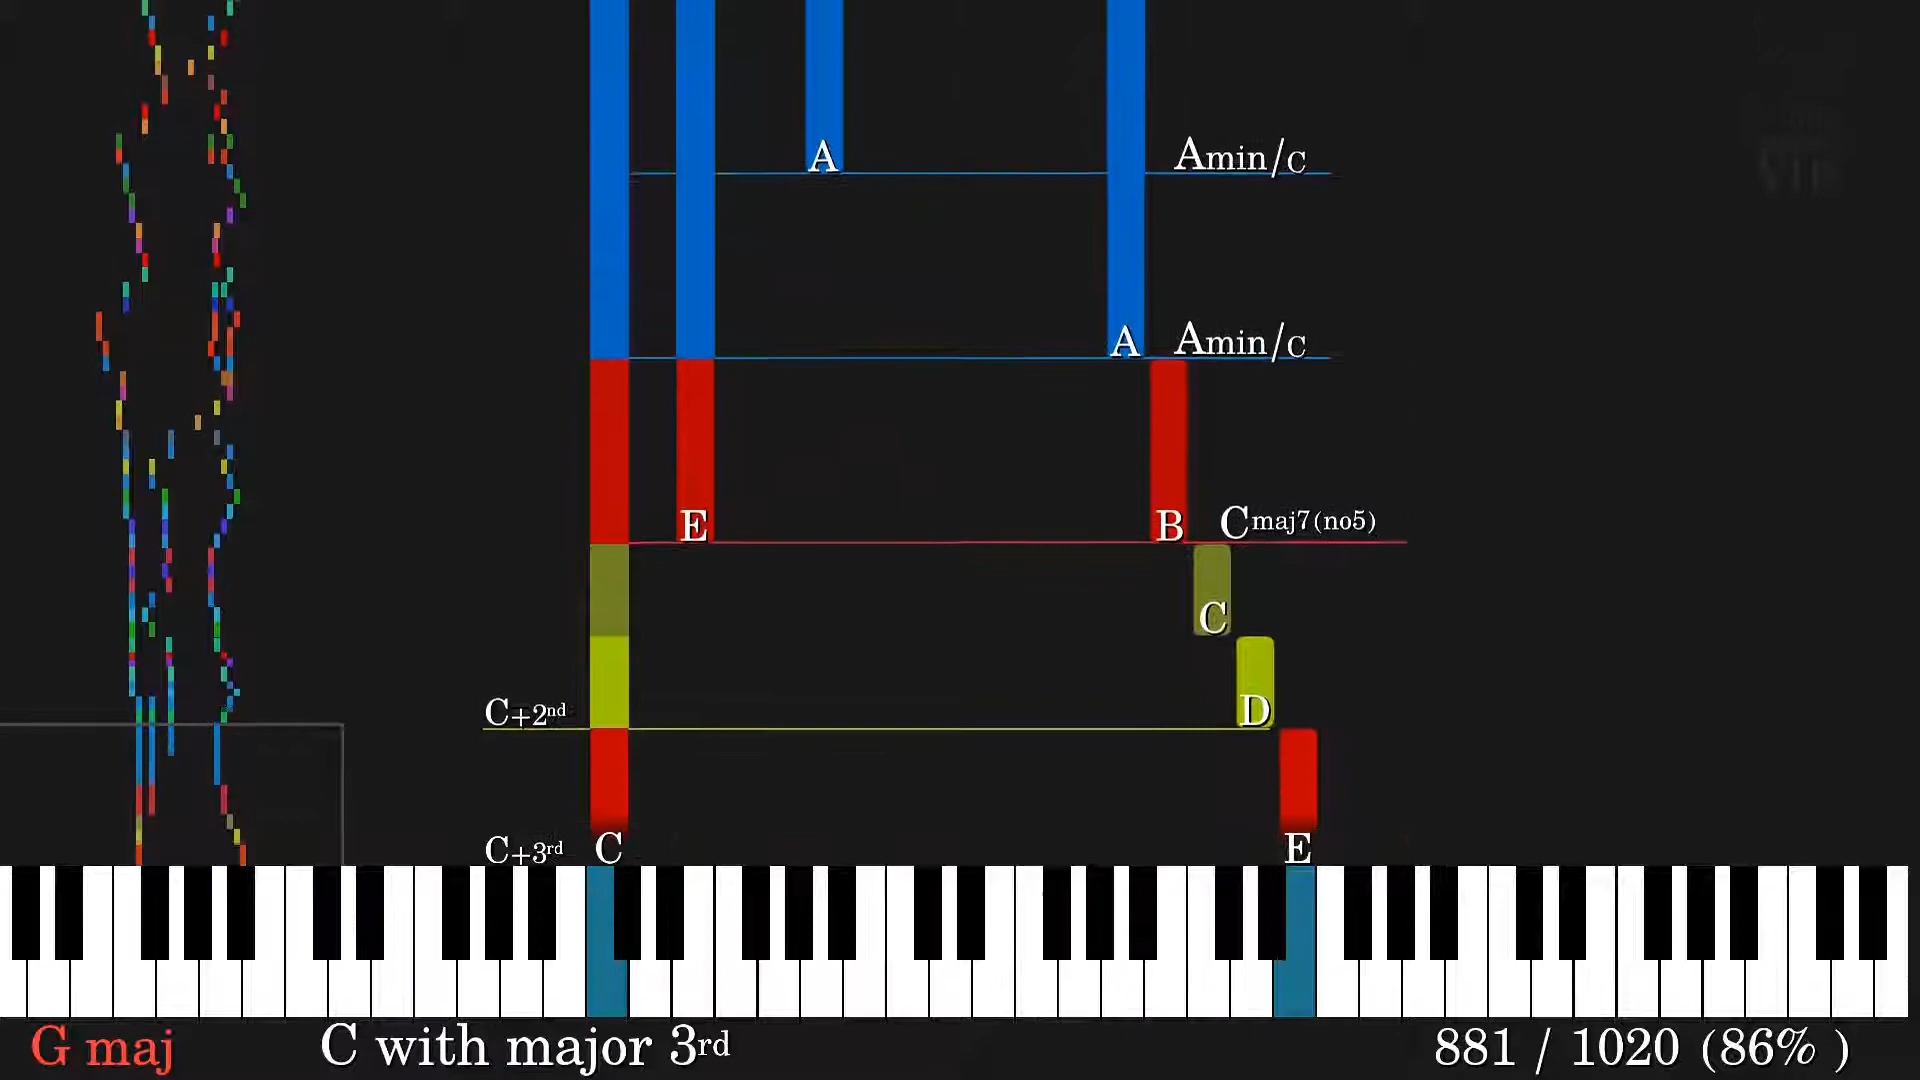 A Amin/C
A Amin/C
E B Cmaj7(no5)
C
C+2nd D
C+3rd C E
G maj C with major 3rd 881 / 1020 (86% )